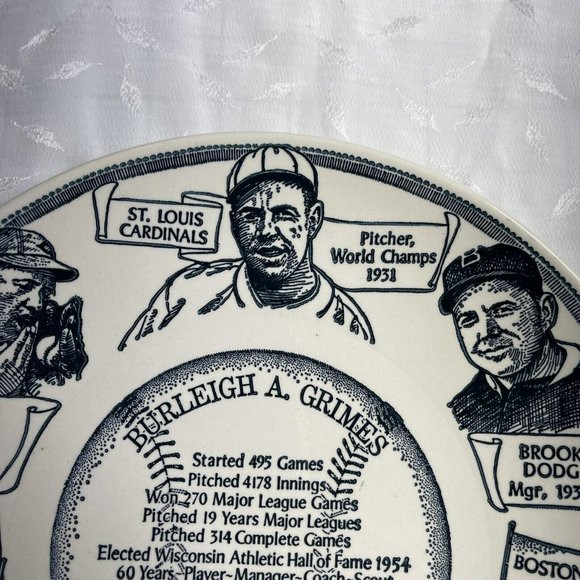 ST. LOUIS
CARDINALS
Pitcher,
World Champs
1931
B
BURLEIGH A. GRIMES
Started 495 Games
Pitched 4178 Innings
Won 270 Major League Games
Pitched 19 Years Major Leagues
Pitched 314 Complete Games
Elected Wisconsin Athletic Hall of Fame 1954
60 Years-Player-Manager-Coach-Scout
BROOK
DODG
Mgr, 193
BOSTON